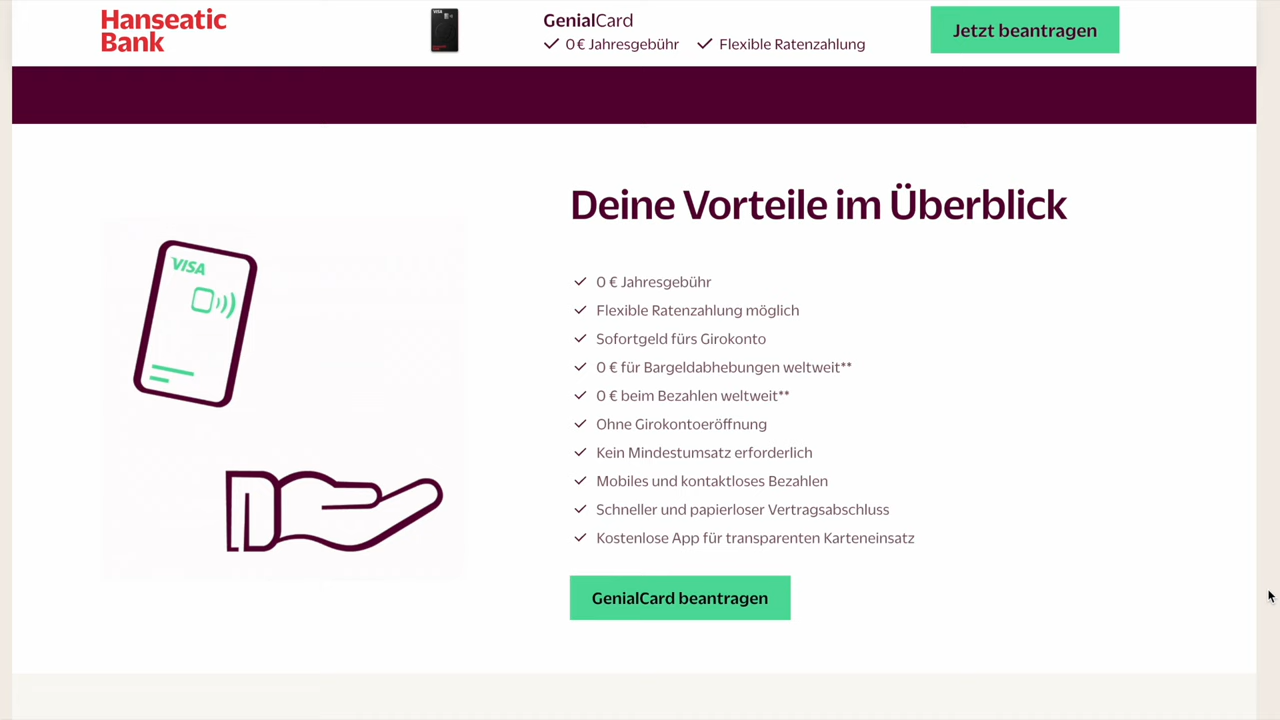 Hanseatic
Bank
GenialCard
0 € Jahresgebühr
Flexible Ratenzahlung
Jetzt beantragen
Deine Vorteile im Überblick
VISA
0 € Jahresgebühr
Flexible Ratenzahlung möglich
Sofortgeld fürs Girokonto
0 € für Bargeldabhebungen weltweit**
0 € beim Bezahlen weltweit**
Ohne Girokontoeröffnung
Kein Mindestumsatz erforderlich
Mobiles und kontaktloses Bezahlen
Schneller und papierloser Vertragsabschluss
Kostenlose App für transparenten Karteneinsatz
GenialCard beantragen